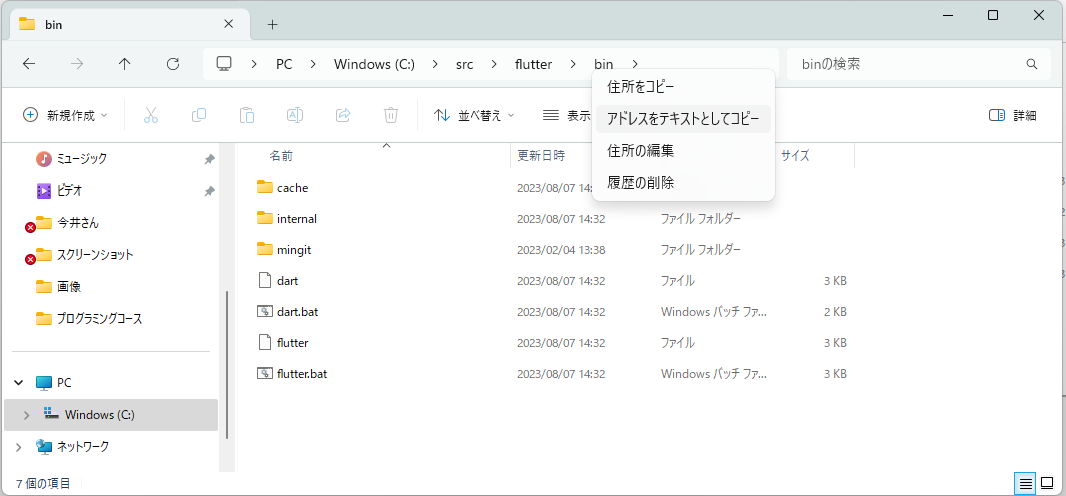 bin
PC
Windows (C:)
src
flutter
bin
binの検索
新規作成
並べ替え
表示
詳細
住所をコピー
アドレスをテキストとしてコピー
住所の編集
履歴の削除
ミュージック
ビデオ
今井さん
スクリーンショット
画像
プログラミングコース
PC
Windows (C:)
ネットワーク
名前
更新日時
サイズ
cache
2023/08/07 14:
internal
2023/08/07 14:32
ファイル フォルダー
mingit
2023/02/04 13:38
ファイル フォルダー
dart
2023/08/07 14:32
ファイル
3 KB
dart.bat
2023/08/07 14:32
Windows バッチ ファ...
2 KB
flutter
2023/08/07 14:32
ファイル
3 KB
flutter.bat
2023/08/07 14:32
Windows バッチ ファ...
3 KB
7 個の項目